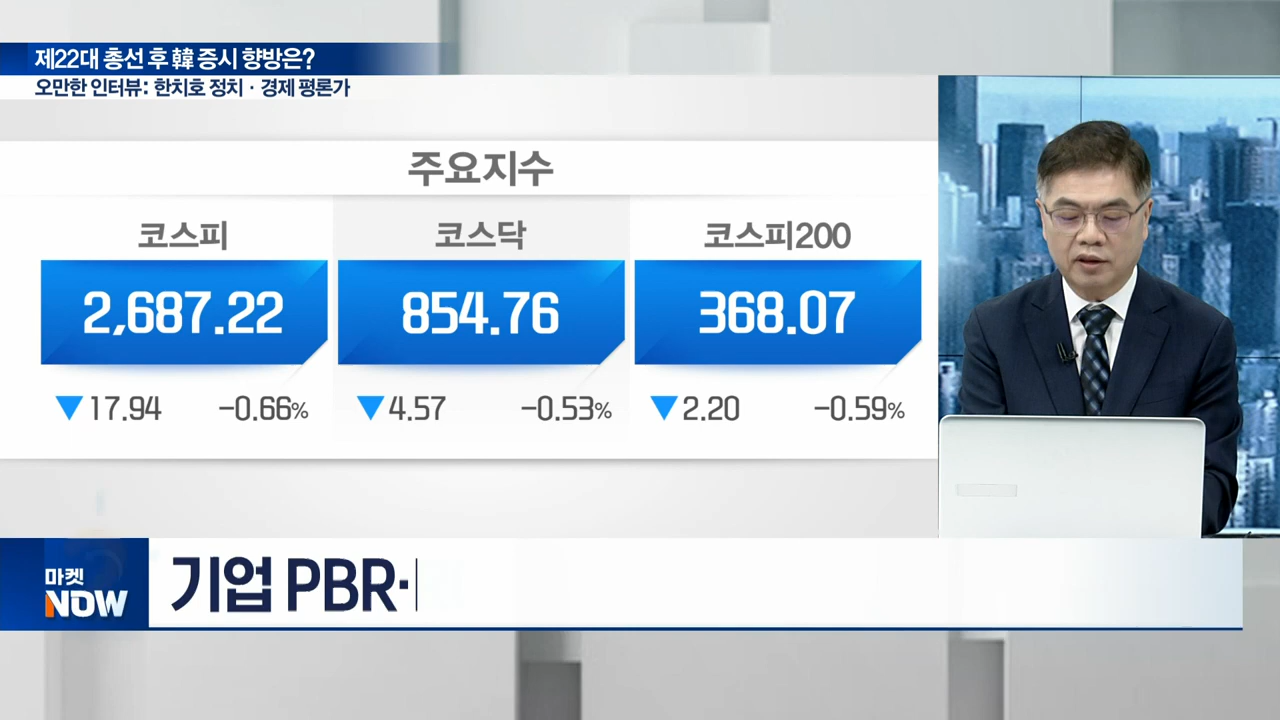 제22대 총선 후 韓 증시 향방은?
오만한 인터뷰: 한치호 정치 · 경제 평론가
주요지수
코스피
코스닥
코스피200
2,687.22
854.76
368.07
▼17.94 -0.66%
▼4.57 -0.53%
▼2.20 -0.59%
마켓
NOW
기업 PBR·